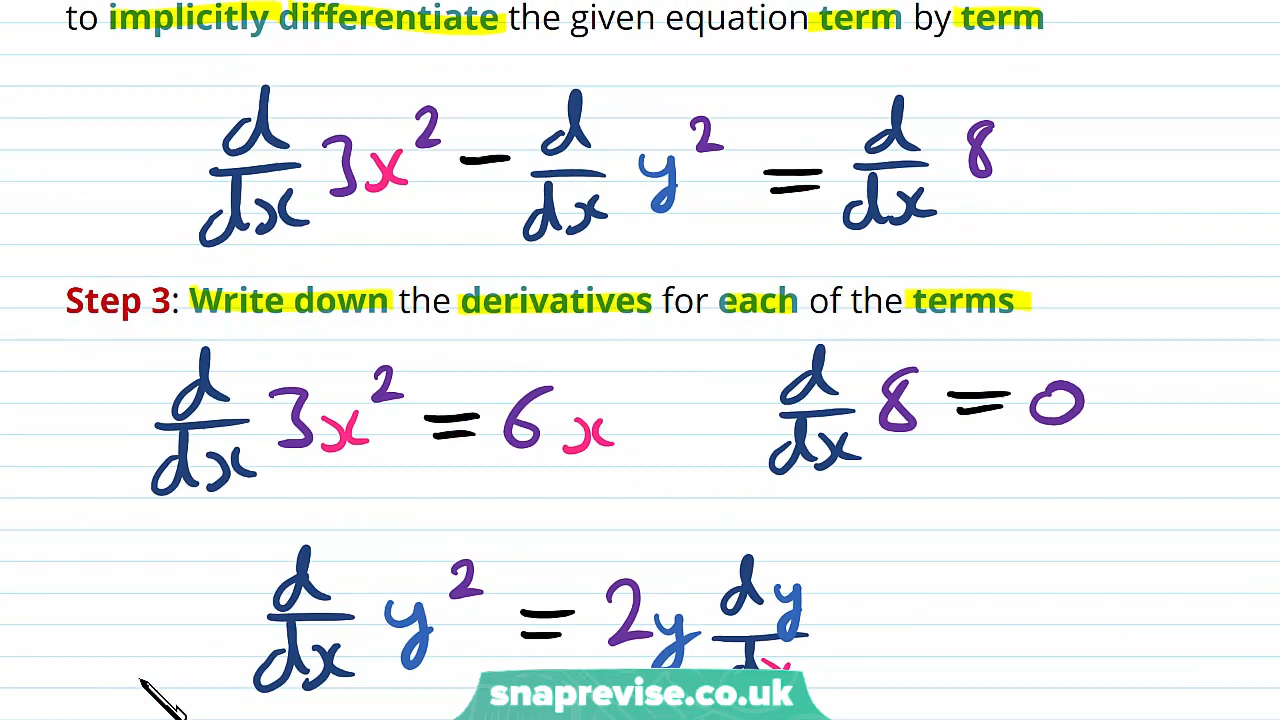 to implicitly differentiate the given equation term by term
d/dx 3x² − d/dx y² = d/dx 8
Step 3: Write down the derivatives for each of the terms
d/dx 3x² = 6x d/dx 8 = 0
d/dx y² = 2y dy/dx
snaprevise.co.uk